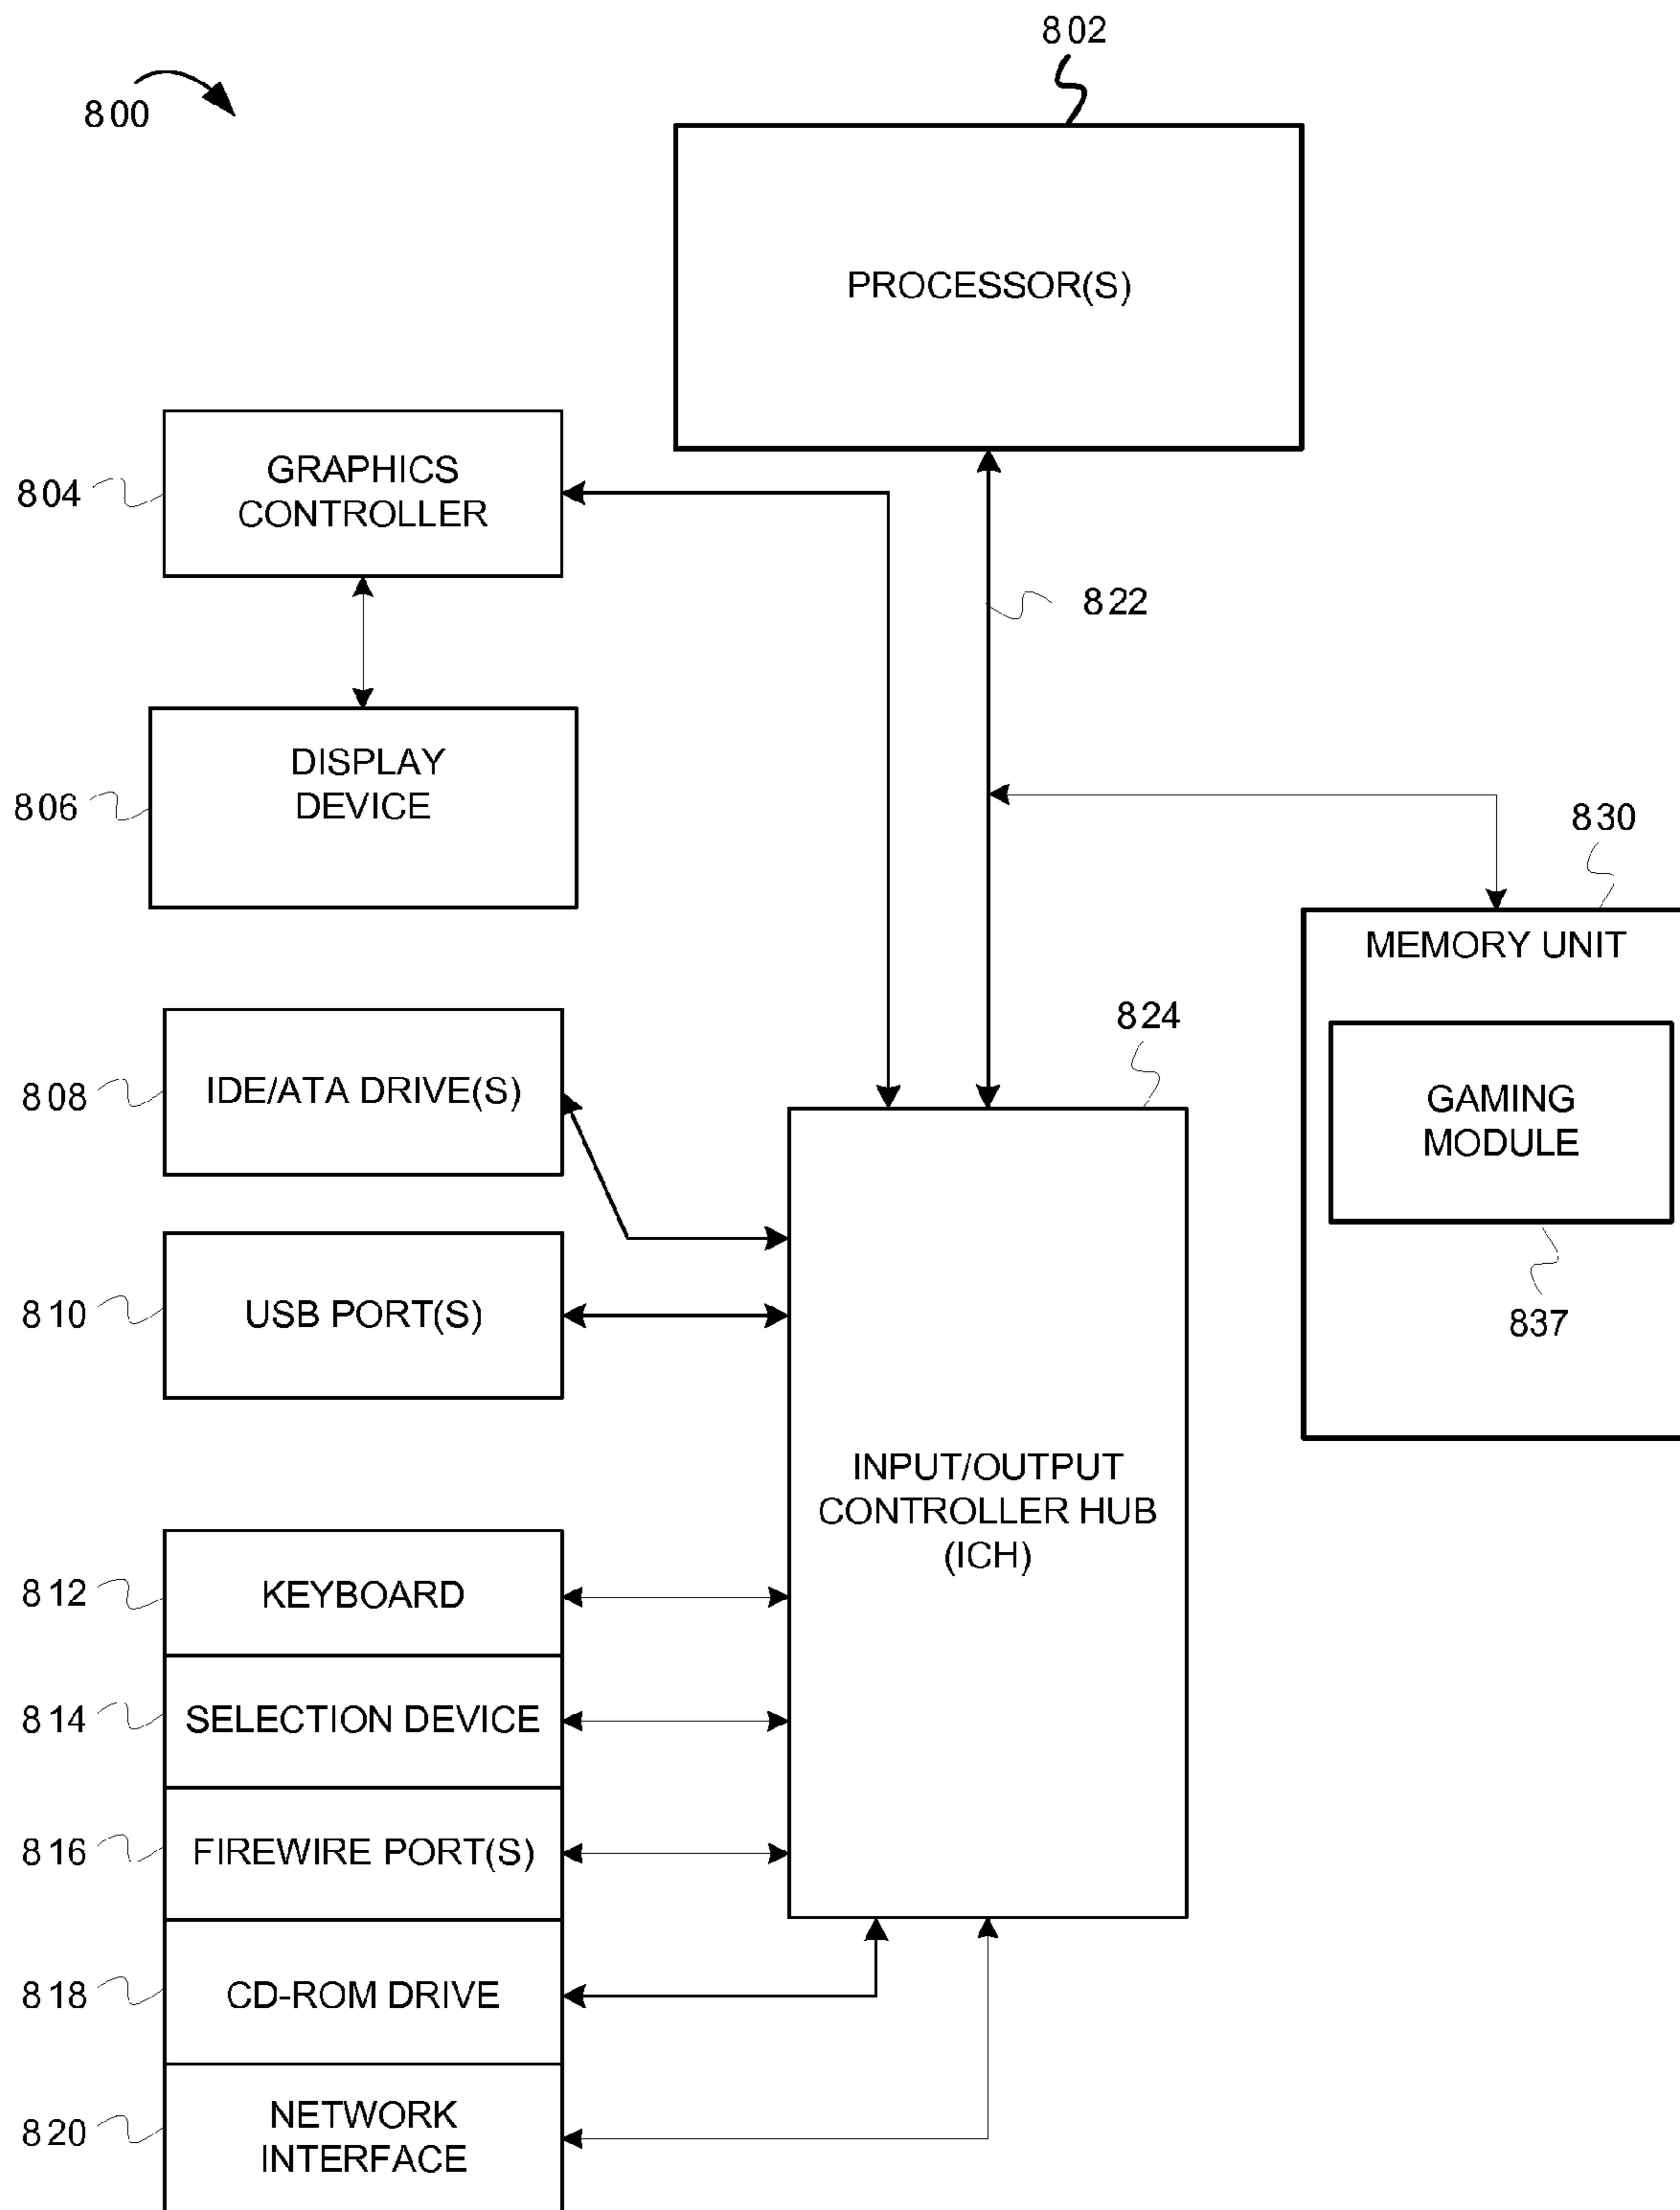 802
800
PROCESSOR(S)
804
GRAPHICS
CONTROLLER
822
806
DISPLAY
DEVICE
830
MEMORY UNIT
824
808
IDE/ATA DRIVE(S)
GAMING
MODULE
810
USB PORT(S)
837
INPUT/OUTPUT
CONTROLLER HUB
(ICH)
812
KEYBOARD
814
SELECTION DEVICE
816
FIREWIRE PORT(S)
818
CD-ROM DRIVE
820
NETWORK
INTERFACE